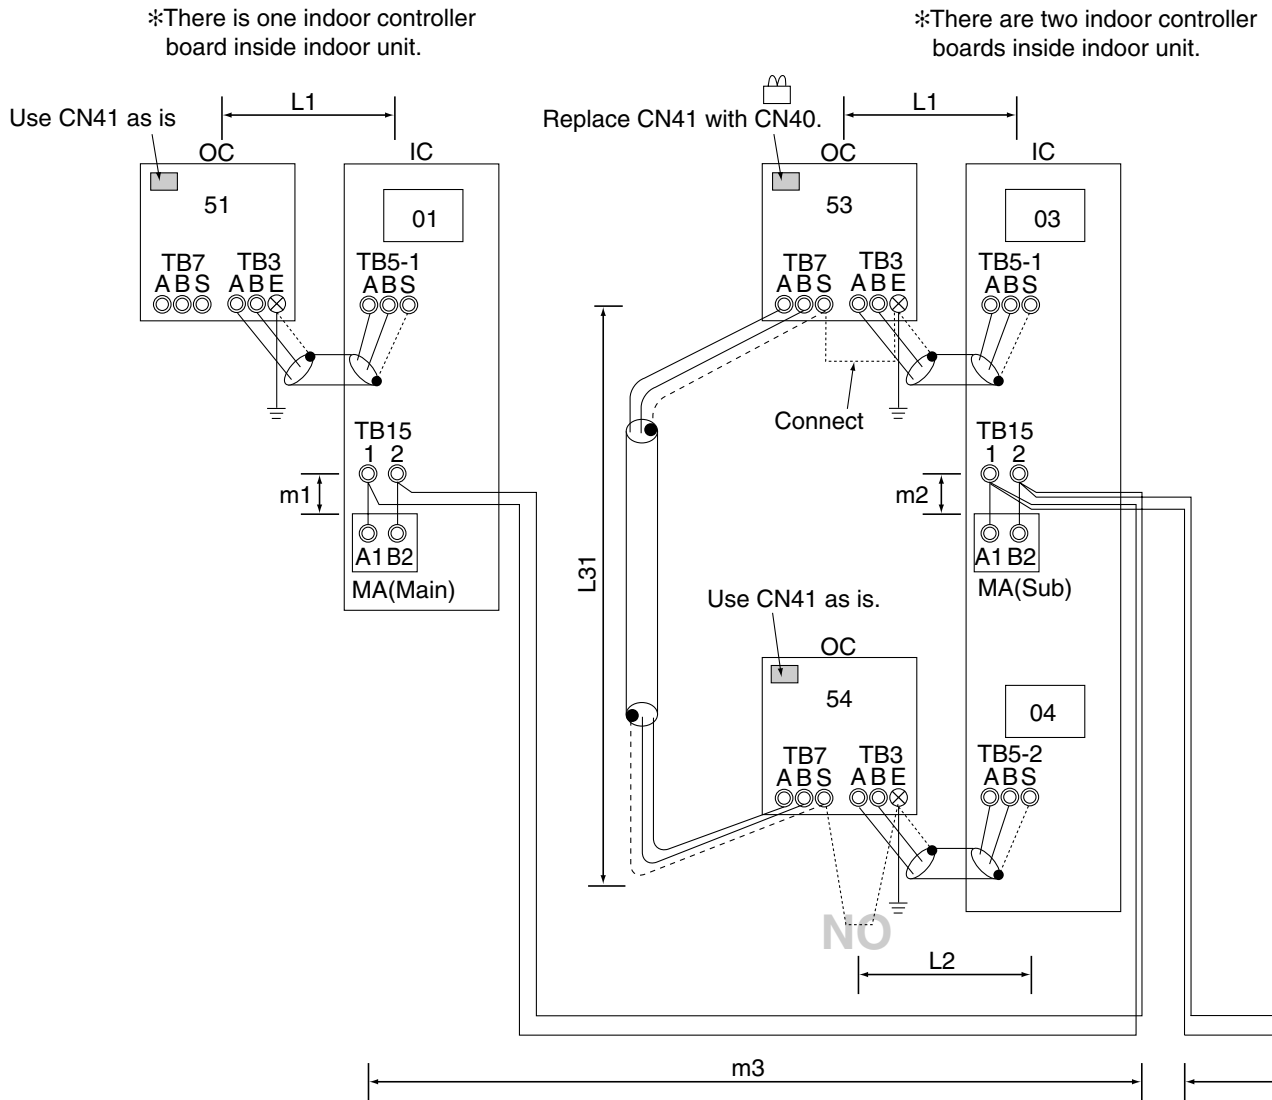 ✻There is one indoor controller
board inside indoor unit.
✻There are two indoor controller
boards inside indoor unit.
L1
Use CN41 as is
OC
IC
51
01
TB7 TB3 TB5-1
A B S A B E A B S
TB15
1 2
m1
A1 B2
MA(Main)
L1
Replace CN41 with CN40.
OC
IC
53
03
TB7 TB3 TB5-1
A B S A B E A B S
Connect
TB15
1 2
m2
A1 B2
MA(Sub)
L31
Use CN41 as is.
OC
54
04
TB7 TB3 TB5-2
A B S A B E A B S
NO
L2
m3